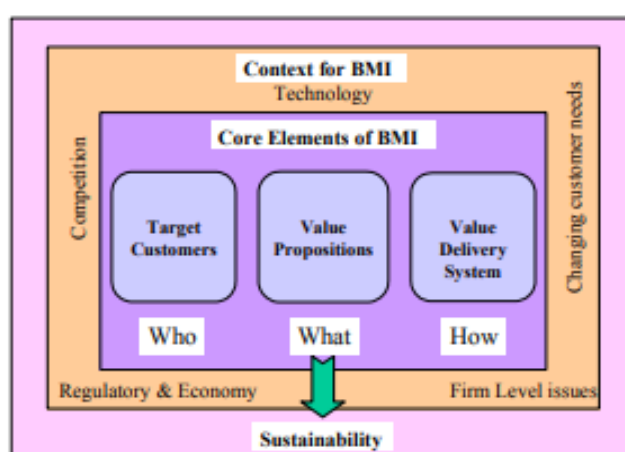 Context for BMI
Technology
Competition
Changing customer needs
Core Elements of BMI
Target
Customers
Value
Propositions
Value
Delivery
System
Who
What
How
Regulatory & Economy
Firm Level issues
Sustainability